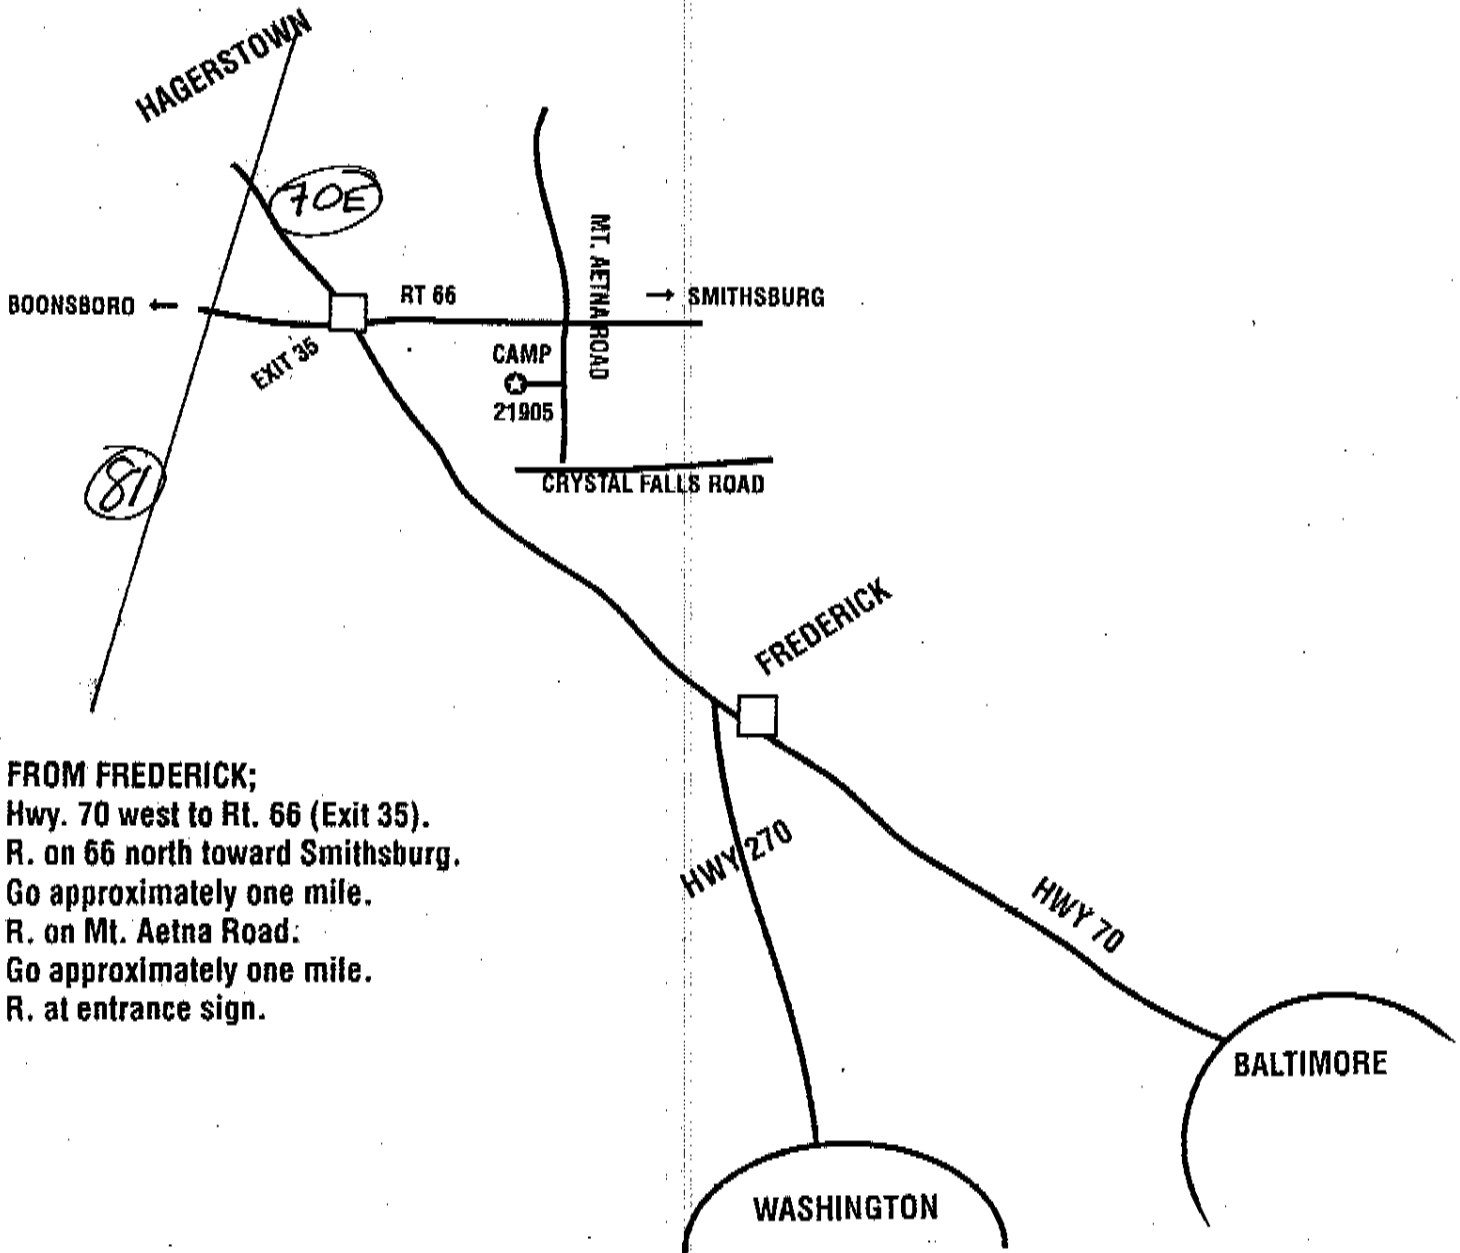 HAGERSTOWN
70E
MT. AETNA ROAD
BOONSBORO ←
RT 66
→ SMITHSBURG
EXIT 35
CAMP
21905
81
CRYSTAL FALLS ROAD
FREDERICK
FROM FREDERICK;
Hwy. 70 west to Rt. 66 (Exit 35).
R. on 66 north toward Smithsburg.
Go approximately one mile.
R. on Mt. Aetna Road.
Go approximately one mile.
R. at entrance sign.
HWY 270
HWY 70
BALTIMORE
WASHINGTON